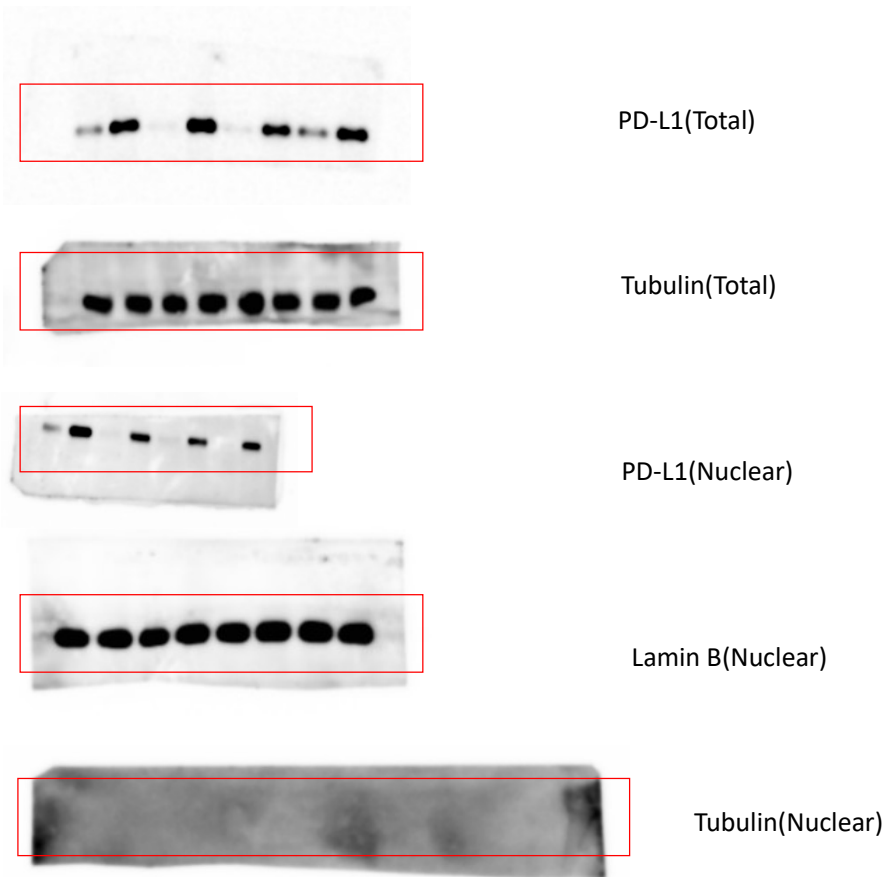 PD-L1(Total)
Tubulin(Total)
PD-L1(Nuclear)
Lamin B(Nuclear)
Tubulin(Nuclear)